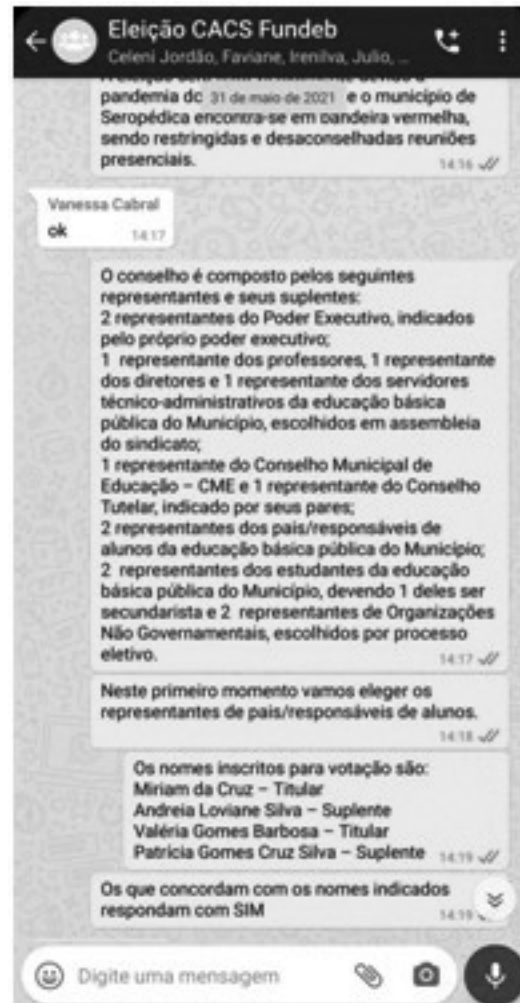 Eleição CACS Fundeb
Celeni Jordão, Faviane, Irenilva, Julio, ...
pandemia 31 de maio de 2021 e o município de
Seropédica encontra-se em bandeira vermelha,
sendo restringidas e desaconselhadas reuniões
presenciais.
14:16
Vanessa Cabral
ok
14:17
O conselho é composto pelos seguintes
representantes e seus suplentes:
2 representantes do Poder Executivo, indicados
pelo próprio poder executivo;
1 representante dos professores, 1 representante
dos diretores e 1 representante dos servidores
técnico-administrativos da educação básica
pública do Município, escolhidos em assembleia
do sindicato;
1 representante do Conselho Municipal de
Educação – CME e 1 representante do Conselho
Tutelar, indicado por seus pares;
2 representantes dos pais/responsáveis de
alunos da educação básica pública do Município;
2 representantes dos estudantes da educação
básica pública do Município, devendo 1 deles ser
secundarista e 2 representantes de Organizações
Não Governamentais, escolhidos por processo
eletivo.
14:17
Neste primeiro momento vamos eleger os
representantes de pais/responsáveis de alunos.
14:18
Os nomes inscritos para votação são:
Miriam da Cruz – Titular
Andreia Loviane Silva – Suplente
Valéria Gomes Barbosa – Titular
Patrícia Gomes Cruz Silva – Suplente
14:19
Os que concordam com os nomes indicados
respondam com SIM
14:19
Digite uma mensagem